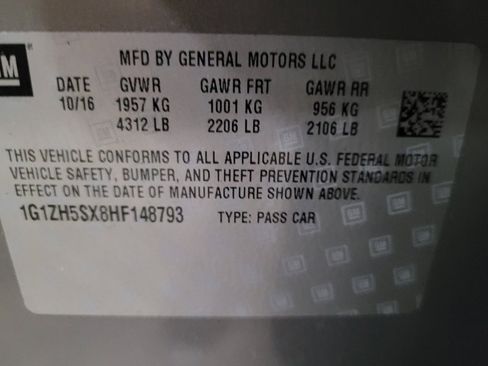 GM
MFD BY GENERAL MOTORS LLC
DATE GVWR GAWR FRT GAWR RR
10/16 1957 KG 1001 KG 956 KG
4312 LB 2206 LB 2106 LB
THIS VEHICLE CONFORMS TO ALL APPLICABLE U.S. FEDERAL MOTOR
VEHICLE SAFETY, BUMPER, AND THEFT PREVENTION STANDARDS IN
EFFECT ON THE DATE OF MANUFACTURE SHOWN ABOVE.
1G1ZH5SX8HF148793 TYPE: PASS CAR